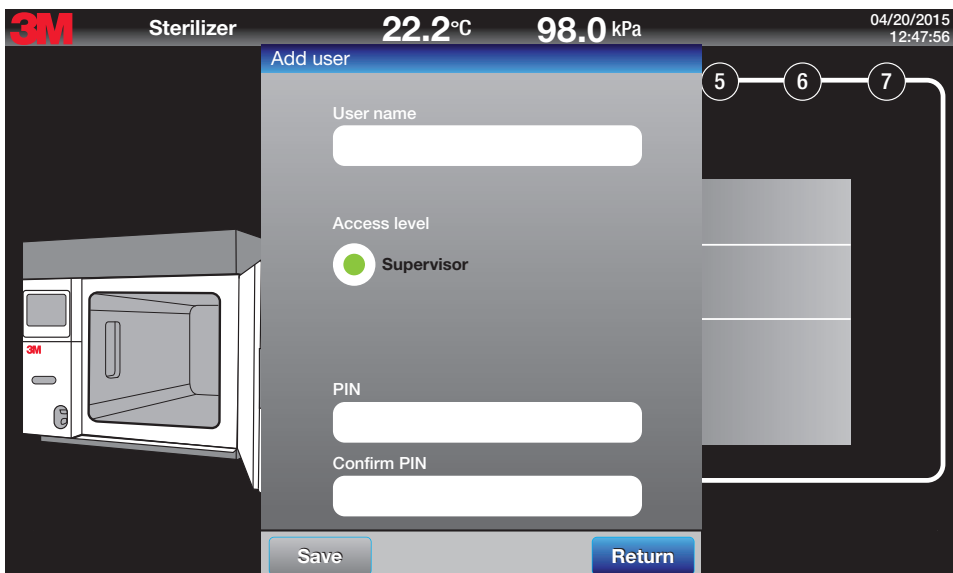 3M Sterilizer 22.2°C 98.0 kPa 04/20/2015
12:47:56
Add user
5 6 7
User name
Access level
Supervisor
3M
PIN
Confirm PIN
Save Return